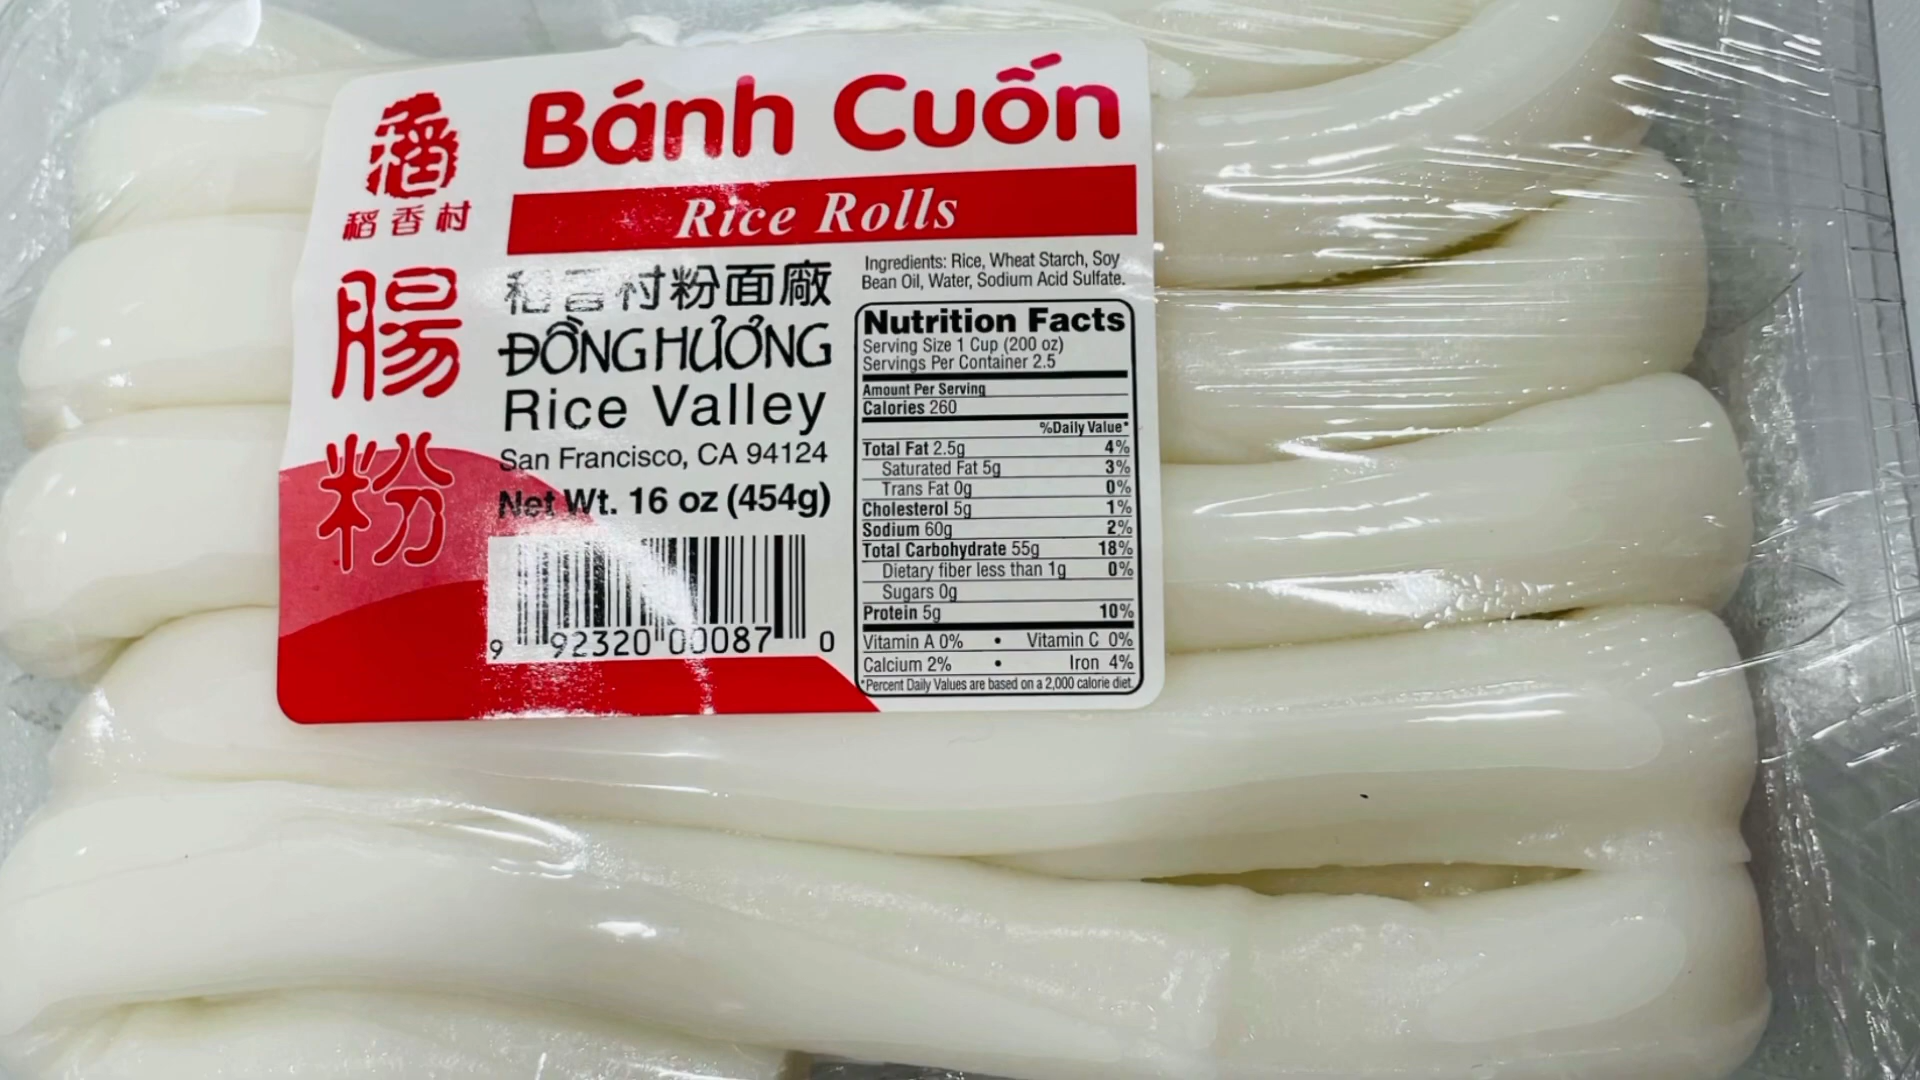 稻
稻香村
腸
粉
Bánh Cuốn
Rice Rolls
稻香村粉面廠
ĐỒNG HƯƠNG
Rice Valley
San Francisco, CA 94124
Net Wt. 16 oz (454g)
9 92320 00087 0
Ingredients: Rice, Wheat Starch, Soy
Bean Oil, Water, Sodium Acid Sulfate.
Nutrition Facts
Serving Size 1 Cup (200 oz)
Servings Per Container 2.5
Amount Per Serving
Calories 260
%Daily Value*
Total Fat 2.5g 4%
Saturated Fat 5g 3%
Trans Fat 0g 0%
Cholesterol 5g 1%
Sodium 60g 2%
Total Carbohydrate 55g 18%
Dietary fiber less than 1g 0%
Sugars 0g
Protein 5g 10%
Vitamin A 0% • Vitamin C 0%
Calcium 2% • Iron 4%
*Percent Daily Values are based on a 2,000 calorie diet.